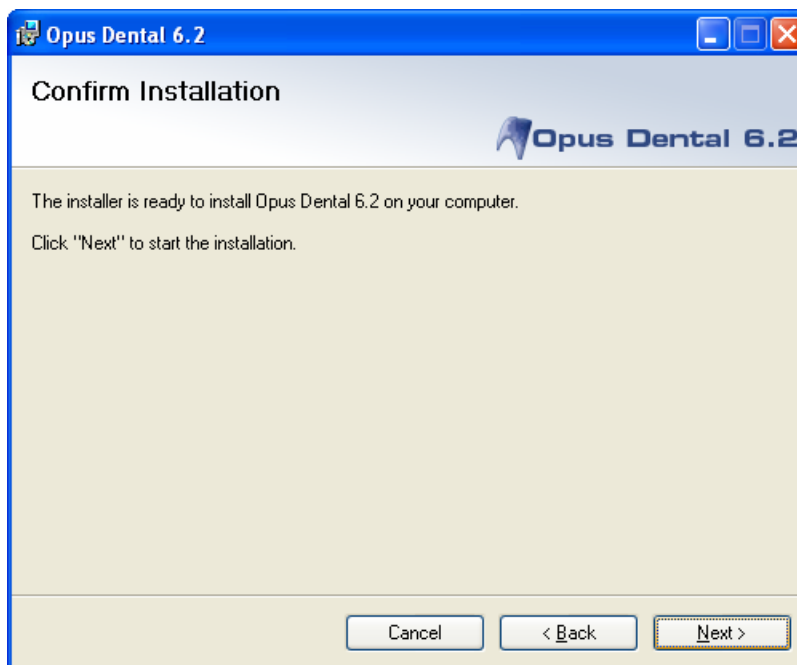 Opus Dental 6.2
Confirm Installation
Opus Dental 6.2
The installer is ready to install Opus Dental 6.2 on your computer.
Click "Next" to start the installation.
Cancel
< Back
Next >